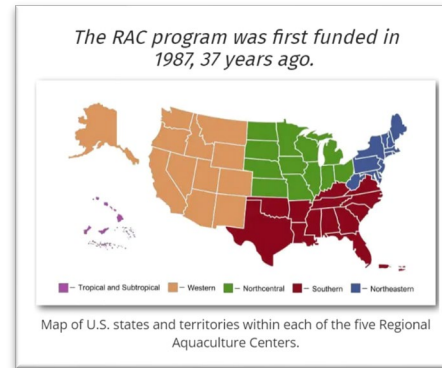 The RAC program was first funded in
1987, 37 years ago.
– Tropical and Subtropical – Western – Northcentral – Southern – Northeastern
Map of U.S. states and territories within each of the five Regional
Aquaculture Centers.